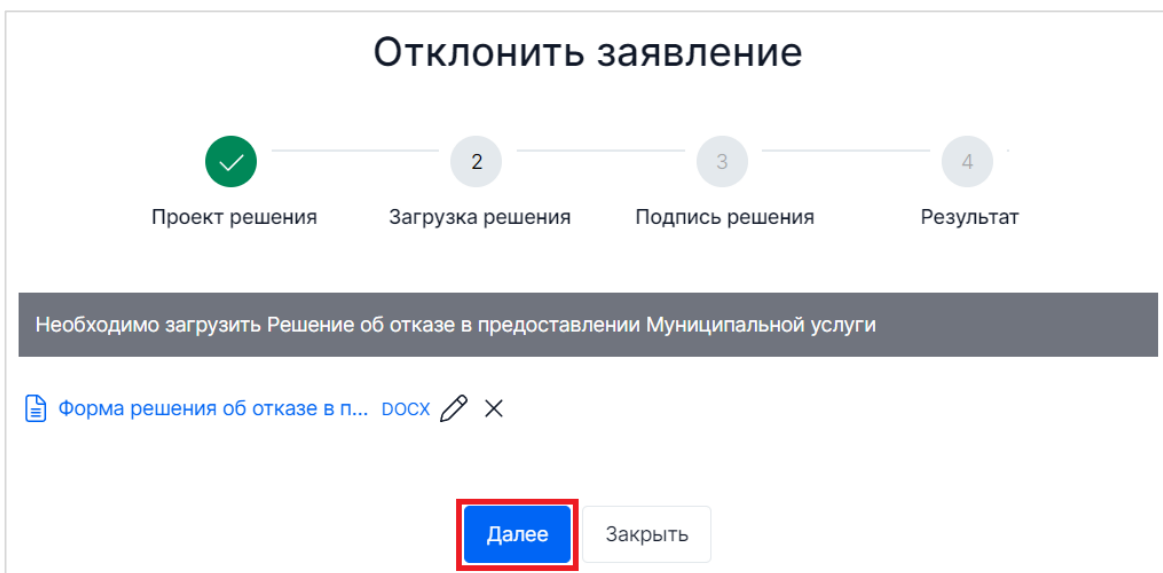 Отклонить заявление
2 3 4
Проект решения Загрузка решения Подпись решения Результат
Необходимо загрузить Решение об отказе в предоставлении Муниципальной услуги
Форма решения об отказе в п... DOCX
Далее Закрыть